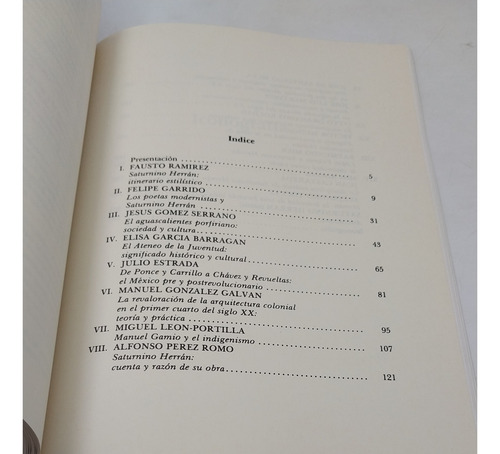 Indice
Presentación 5
I. FAUSTO RAMIREZ
Saturnino Herrán:
itinerario estilístico 9
II. FELIPE GARRIDO
Los poetas modernistas y
Saturnino Herrán 31
III. JESUS GOMEZ SERRANO
El aguascalientes porfiriano:
sociedad y cultura 43
IV. ELISA GARCIA BARRAGAN
El Ateneo de la Juventud:
significado histórico y cultural 65
V. JULIO ESTRADA
De Ponce y Carrillo a Chávez y Revueltas:
el México pre y postrevolucionario 81
VI. MANUEL GONZALEZ GALVAN
La revaloración de la arquitectura colonial
en el primer cuarto del siglo XX:
teoría y práctica 95
VII. MIGUEL LEON-PORTILLA
Manuel Gamio y el indigenismo 107
VIII. ALFONSO PEREZ ROMO
Saturnino Herrán:
cuenta y razón de su obra 121